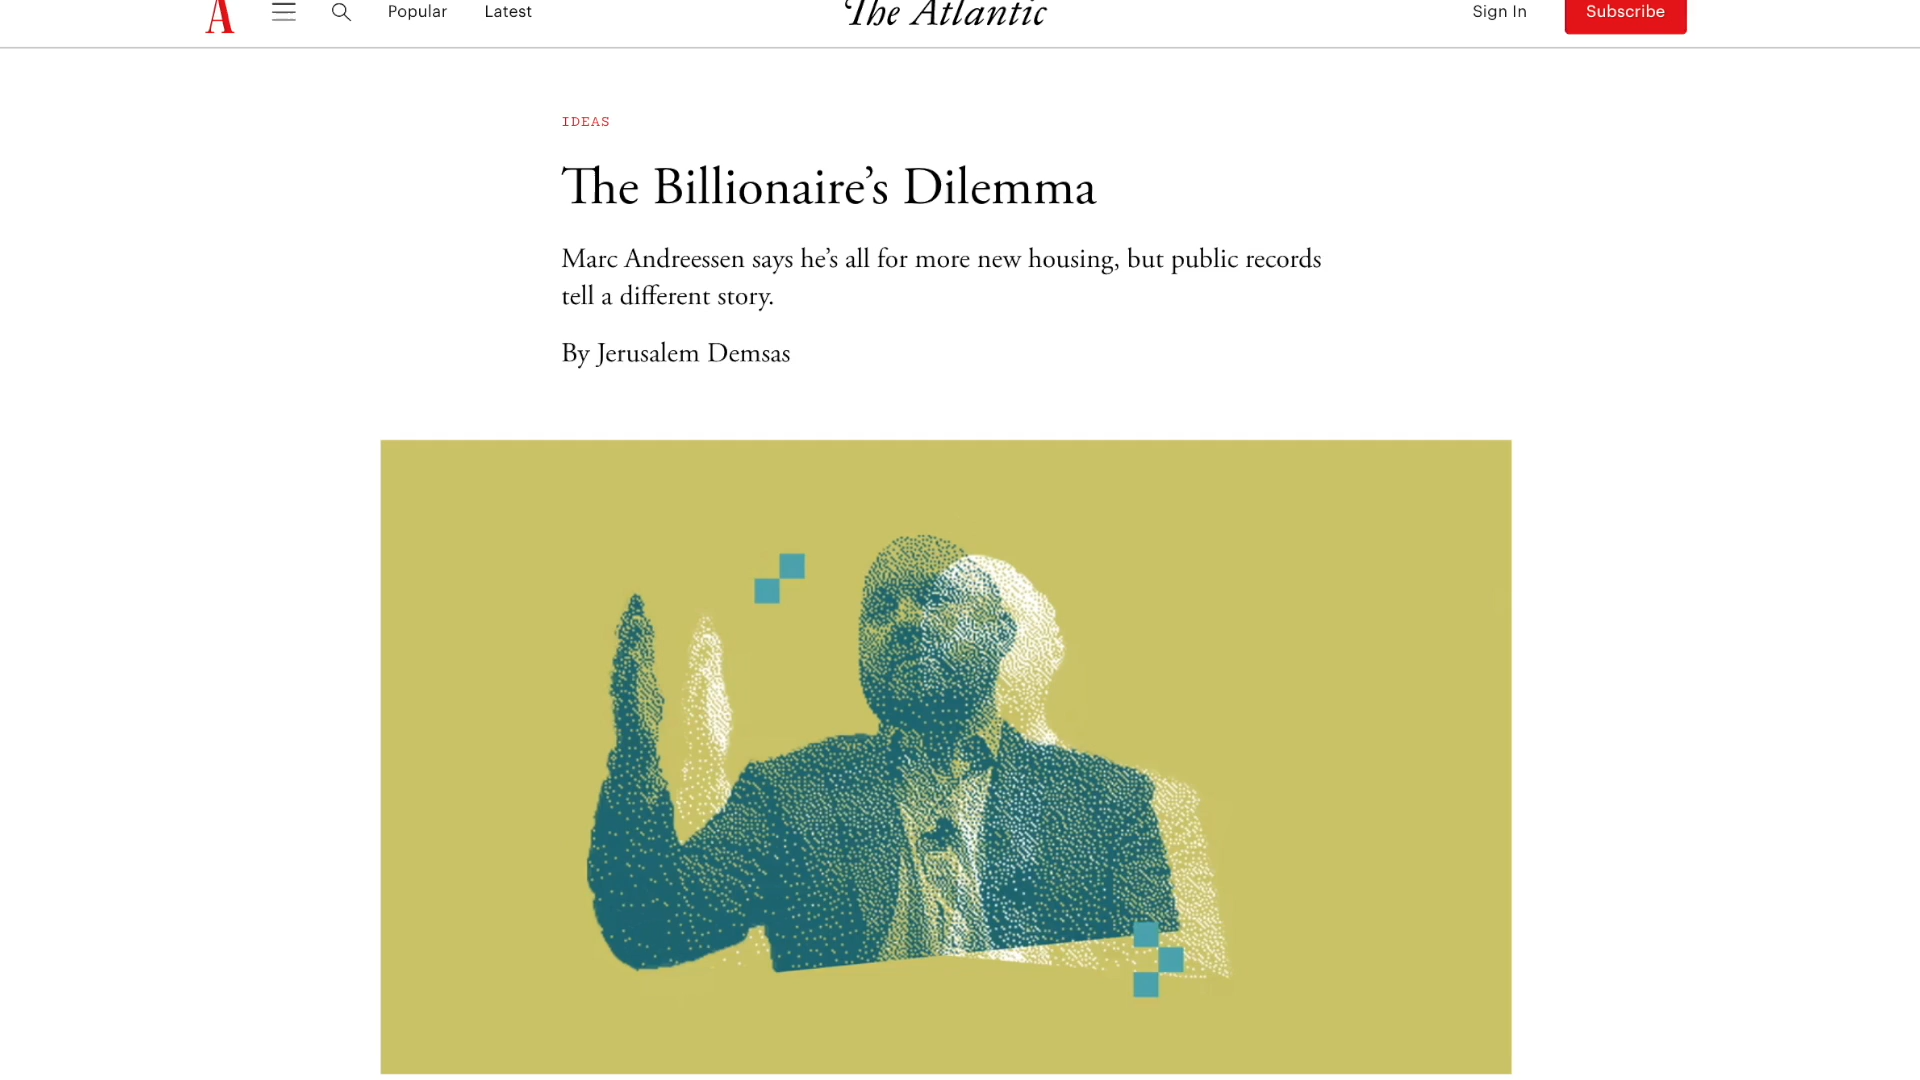 A Popular Latest The Atlantic Sign In Subscribe
IDEAS
The Billionaire’s Dilemma
Marc Andreessen says he’s all for more new housing, but public records
tell a different story.
By Jerusalem Demsas